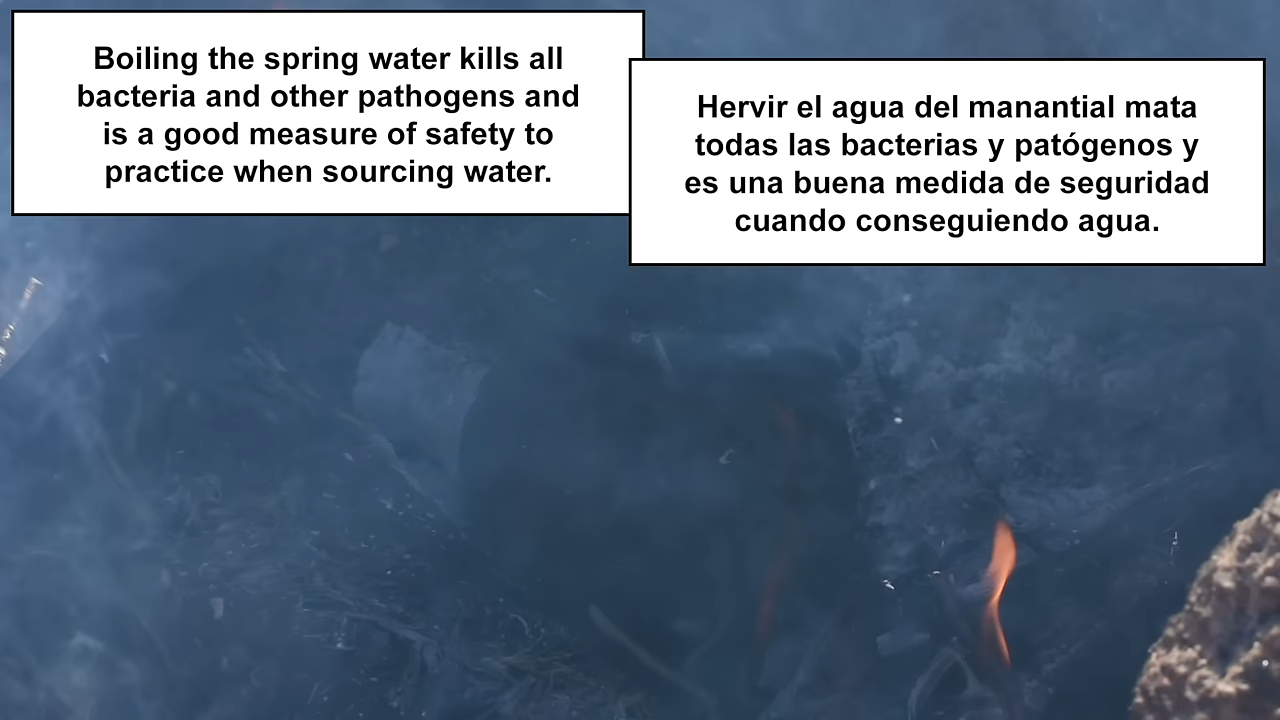 Boiling the spring water kills all
bacteria and other pathogens and
is a good measure of safety to
practice when sourcing water.
Hervir el agua del manantial mata
todas las bacterias y patógenos y
es una buena medida de seguridad
cuando conseguiendo agua.